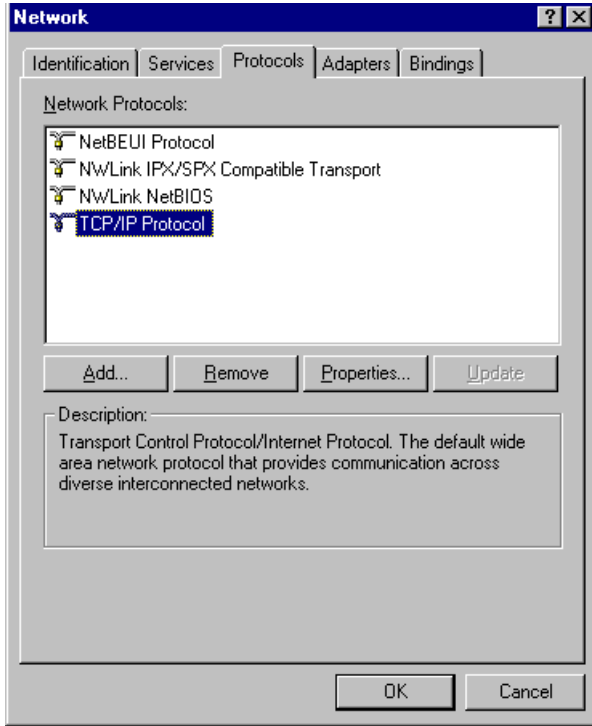 Network
Identification Services Protocols Adapters Bindings
Network Protocols:
NetBEUI Protocol
NWLink IPX/SPX Compatible Transport
NWLink NetBIOS
TCP/IP Protocol
Add... Remove Properties... Update
Description:
Transport Control Protocol/Internet Protocol. The default wide
area network protocol that provides communication across
diverse interconnected networks.
OK Cancel